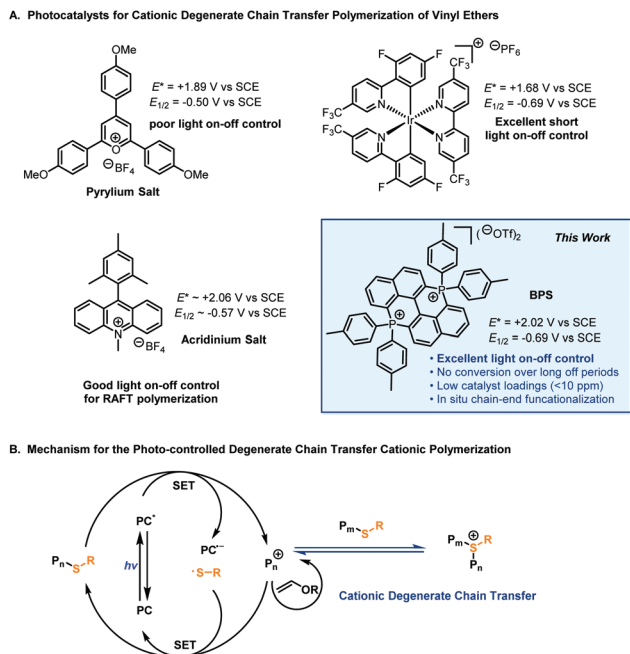 A. Photocatalysts for Cationic Degenerate Chain Transfer Polymerization of Vinyl Ethers
OMe
MeO
OMe
O
⊕
⊖BF4
Pyrylium Salt
E* = +1.89 V vs SCE
E1/2 = -0.50 V vs SCE
poor light on-off control
F
F
F3C
F3C
N
N
Ir
N
N
CF3
CF3
F
F
⊕
⊖PF6
E* = +1.68 V vs SCE
E1/2 = -0.69 V vs SCE
Excellent short
light on-off control
N
⊕
⊖BF4
E* ~ +2.06 V vs SCE
E1/2 ~ -0.57 V vs SCE
Acridinium Salt
Good light on-off control
for RAFT polymerization
(⊖OTf)2
This Work
P
⊕
P
⊕
BPS
E* = +2.02 V vs SCE
E1/2 = -0.69 V vs SCE
• Excellent light on-off control
• No conversion over long off periods
• Low catalyst loadings (<10 ppm)
• In situ chain-end funcationalization
B. Mechanism for the Photo-controlled Degenerate Chain Transfer Cationic Polymerization
SET
Pn
S
R
PC*
hv
PC
PC•−
•S−R
Pn
⊕
OR
SET
Pm
S
R
Pm
⊕
S
R
Pn
Cationic Degenerate Chain Transfer